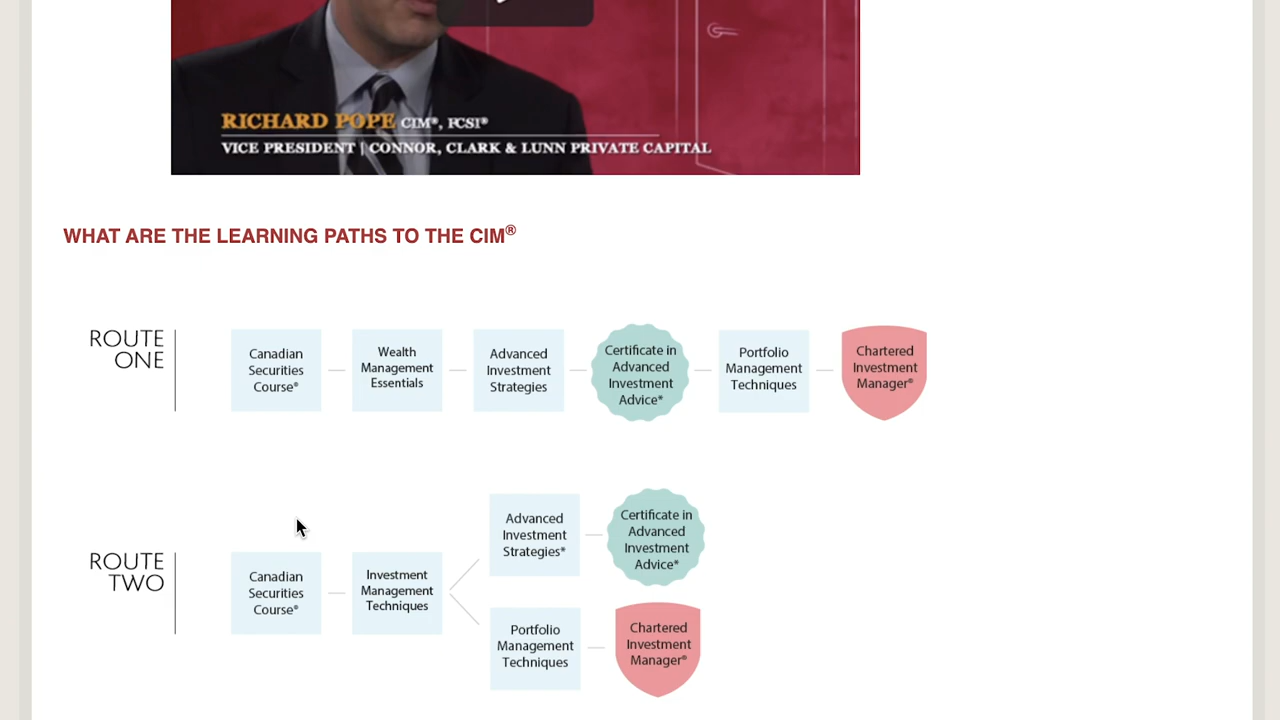 RICHARD POPE CIM®, FCSI®
VICE PRESIDENT | CONNOR, CLARK & LUNN PRIVATE CAPITAL
WHAT ARE THE LEARNING PATHS TO THE CIM®
ROUTE
ONE
Canadian
Securities
Course®
Wealth
Management
Essentials
Advanced
Investment
Strategies
Certificate in
Advanced
Investment
Advice*
Portfolio
Management
Techniques
Chartered
Investment
Manager®
ROUTE
TWO
Canadian
Securities
Course®
Investment
Management
Techniques
Advanced
Investment
Strategies*
Certificate in
Advanced
Investment
Advice*
Portfolio
Management
Techniques
Chartered
Investment
Manager®